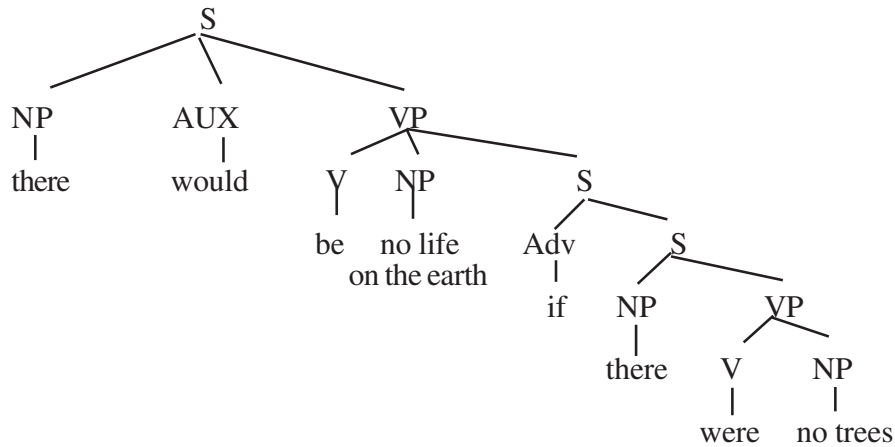 S
NP AUX VP
there would V NP S
be no life Adv S
on the earth
if NP VP
there V NP
were no trees